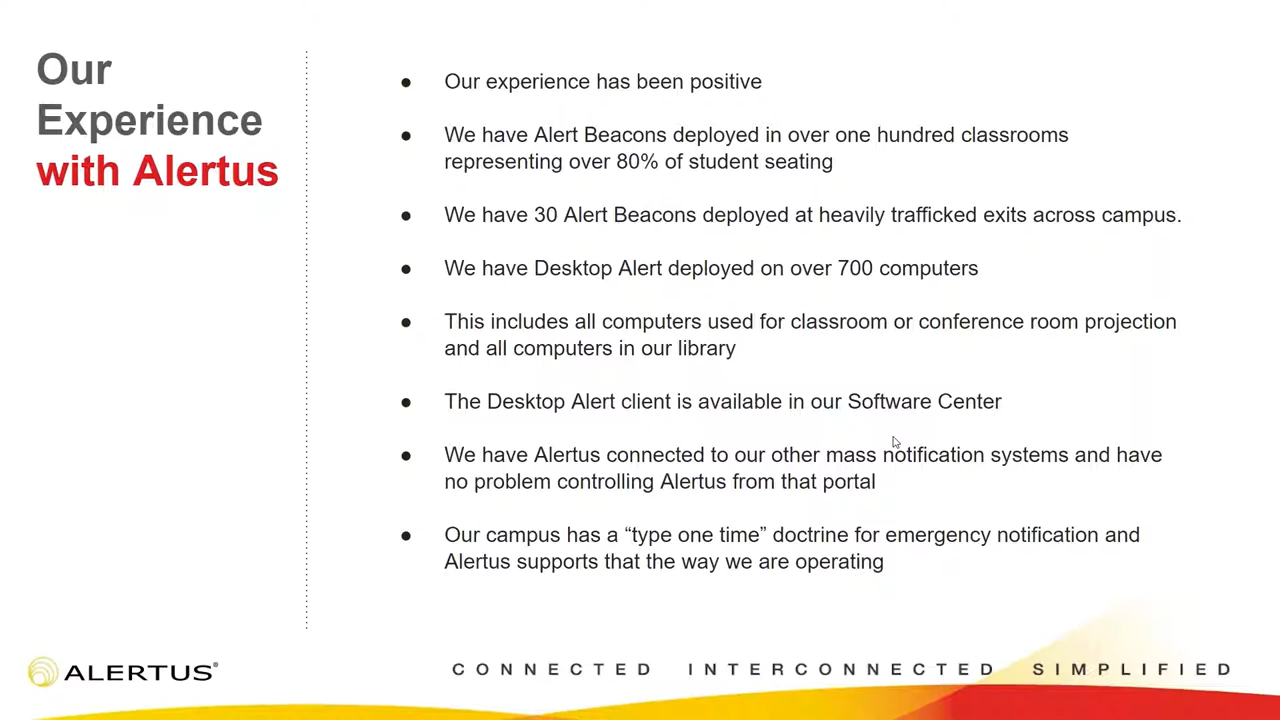 Our
Experience
with Alertus
● Our experience has been positive
● We have Alert Beacons deployed in over one hundred classrooms
representing over 80% of student seating
● We have 30 Alert Beacons deployed at heavily trafficked exits across campus.
● We have Desktop Alert deployed on over 700 computers
● This includes all computers used for classroom or conference room projection
and all computers in our library
● The Desktop Alert client is available in our Software Center
● We have Alertus connected to our other mass notification systems and have
no problem controlling Alertus from that portal
● Our campus has a “type one time” doctrine for emergency notification and
Alertus supports that the way we are operating
ALERTUS®
CONNECTED INTERCONNECTED SIMPLIFIED